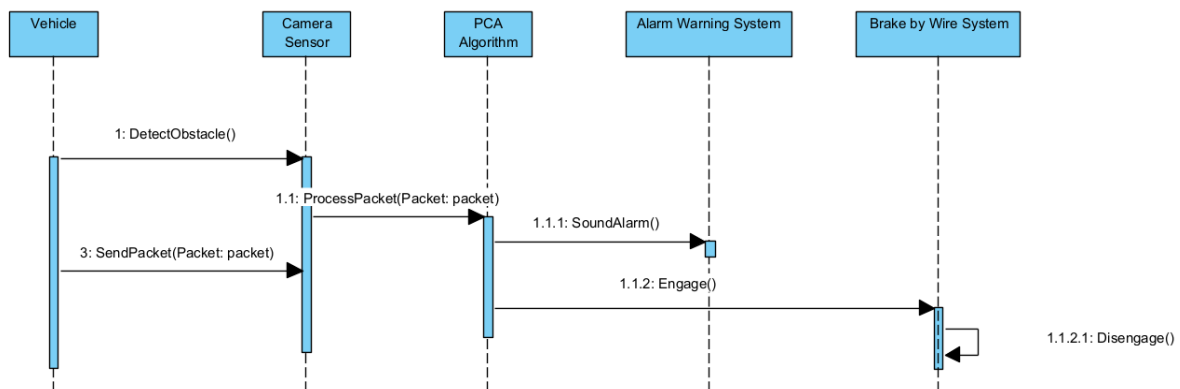 Vehicle
Camera
Sensor
PCA
Algorithm
Alarm Warning System
Brake by Wire System
1: DetectObstacle()
1.1: ProcessPacket(Packet: packet)
1.1.1: SoundAlarm()
3: SendPacket(Packet: packet)
1.1.2: Engage()
1.1.2.1: Disengage()